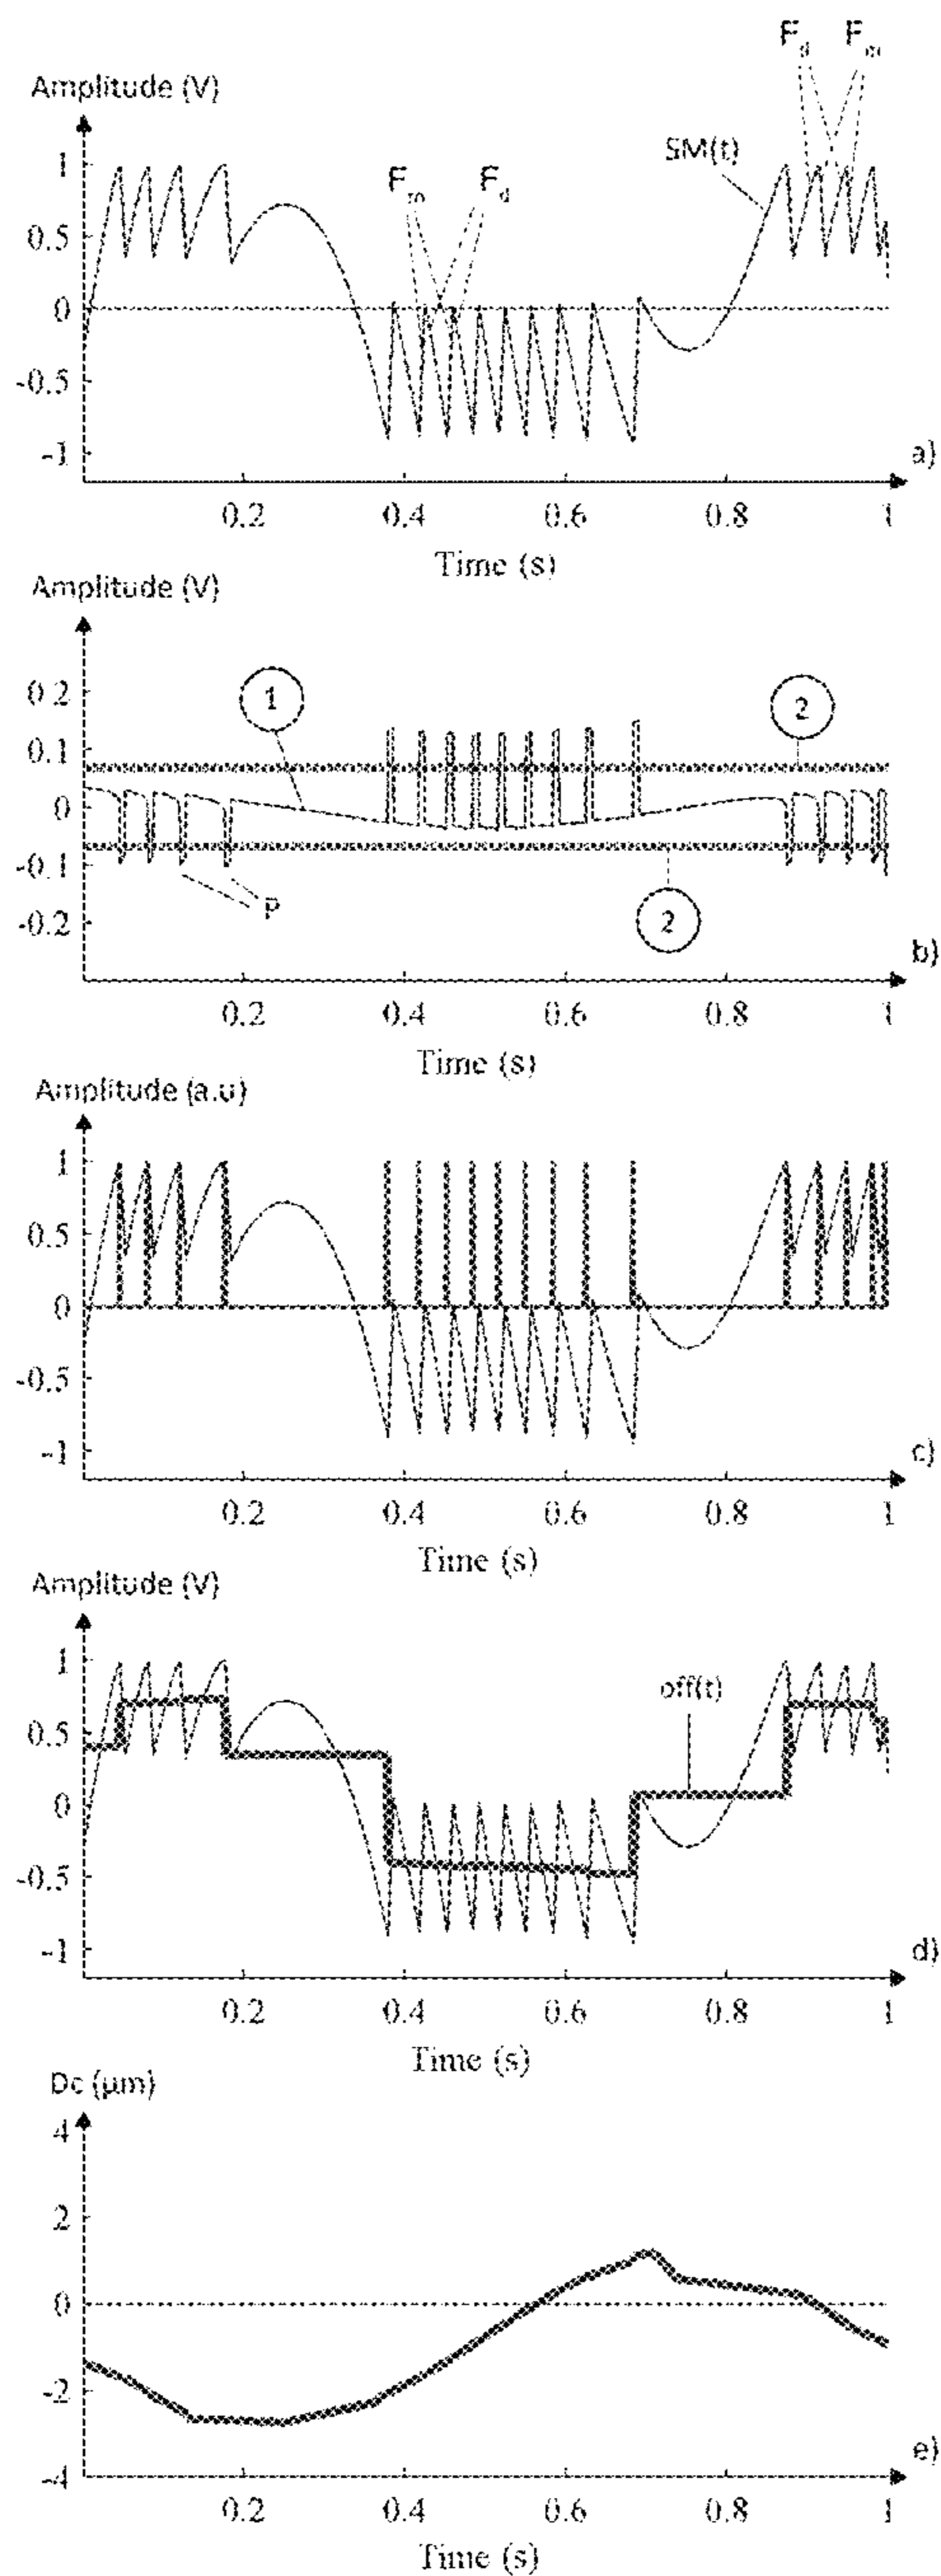 F_d F_m
Amplitude (V)
SM(t)
F_m F_d
1
0.5
0
-0.5
-1
a)
0.2 0.4 0.6 0.8 1
Time (s)
Amplitude (V)
0.2
1
2
0.1
0
-0.1
P
2
-0.2
b)
0.2 0.4 0.6 0.8 1
Time (s)
Amplitude (a.u)
1
0.5
0
-0.5
-1
c)
0.2 0.4 0.6 0.8 1
Time (s)
Amplitude (V)
1
off(t)
0.5
0
-0.5
-1
d)
0.2 0.4 0.6 0.8 1
Time (s)
Dc (µm)
4
2
0
-2
-4
e)
0.2 0.4 0.6 0.8 1
Time (s)